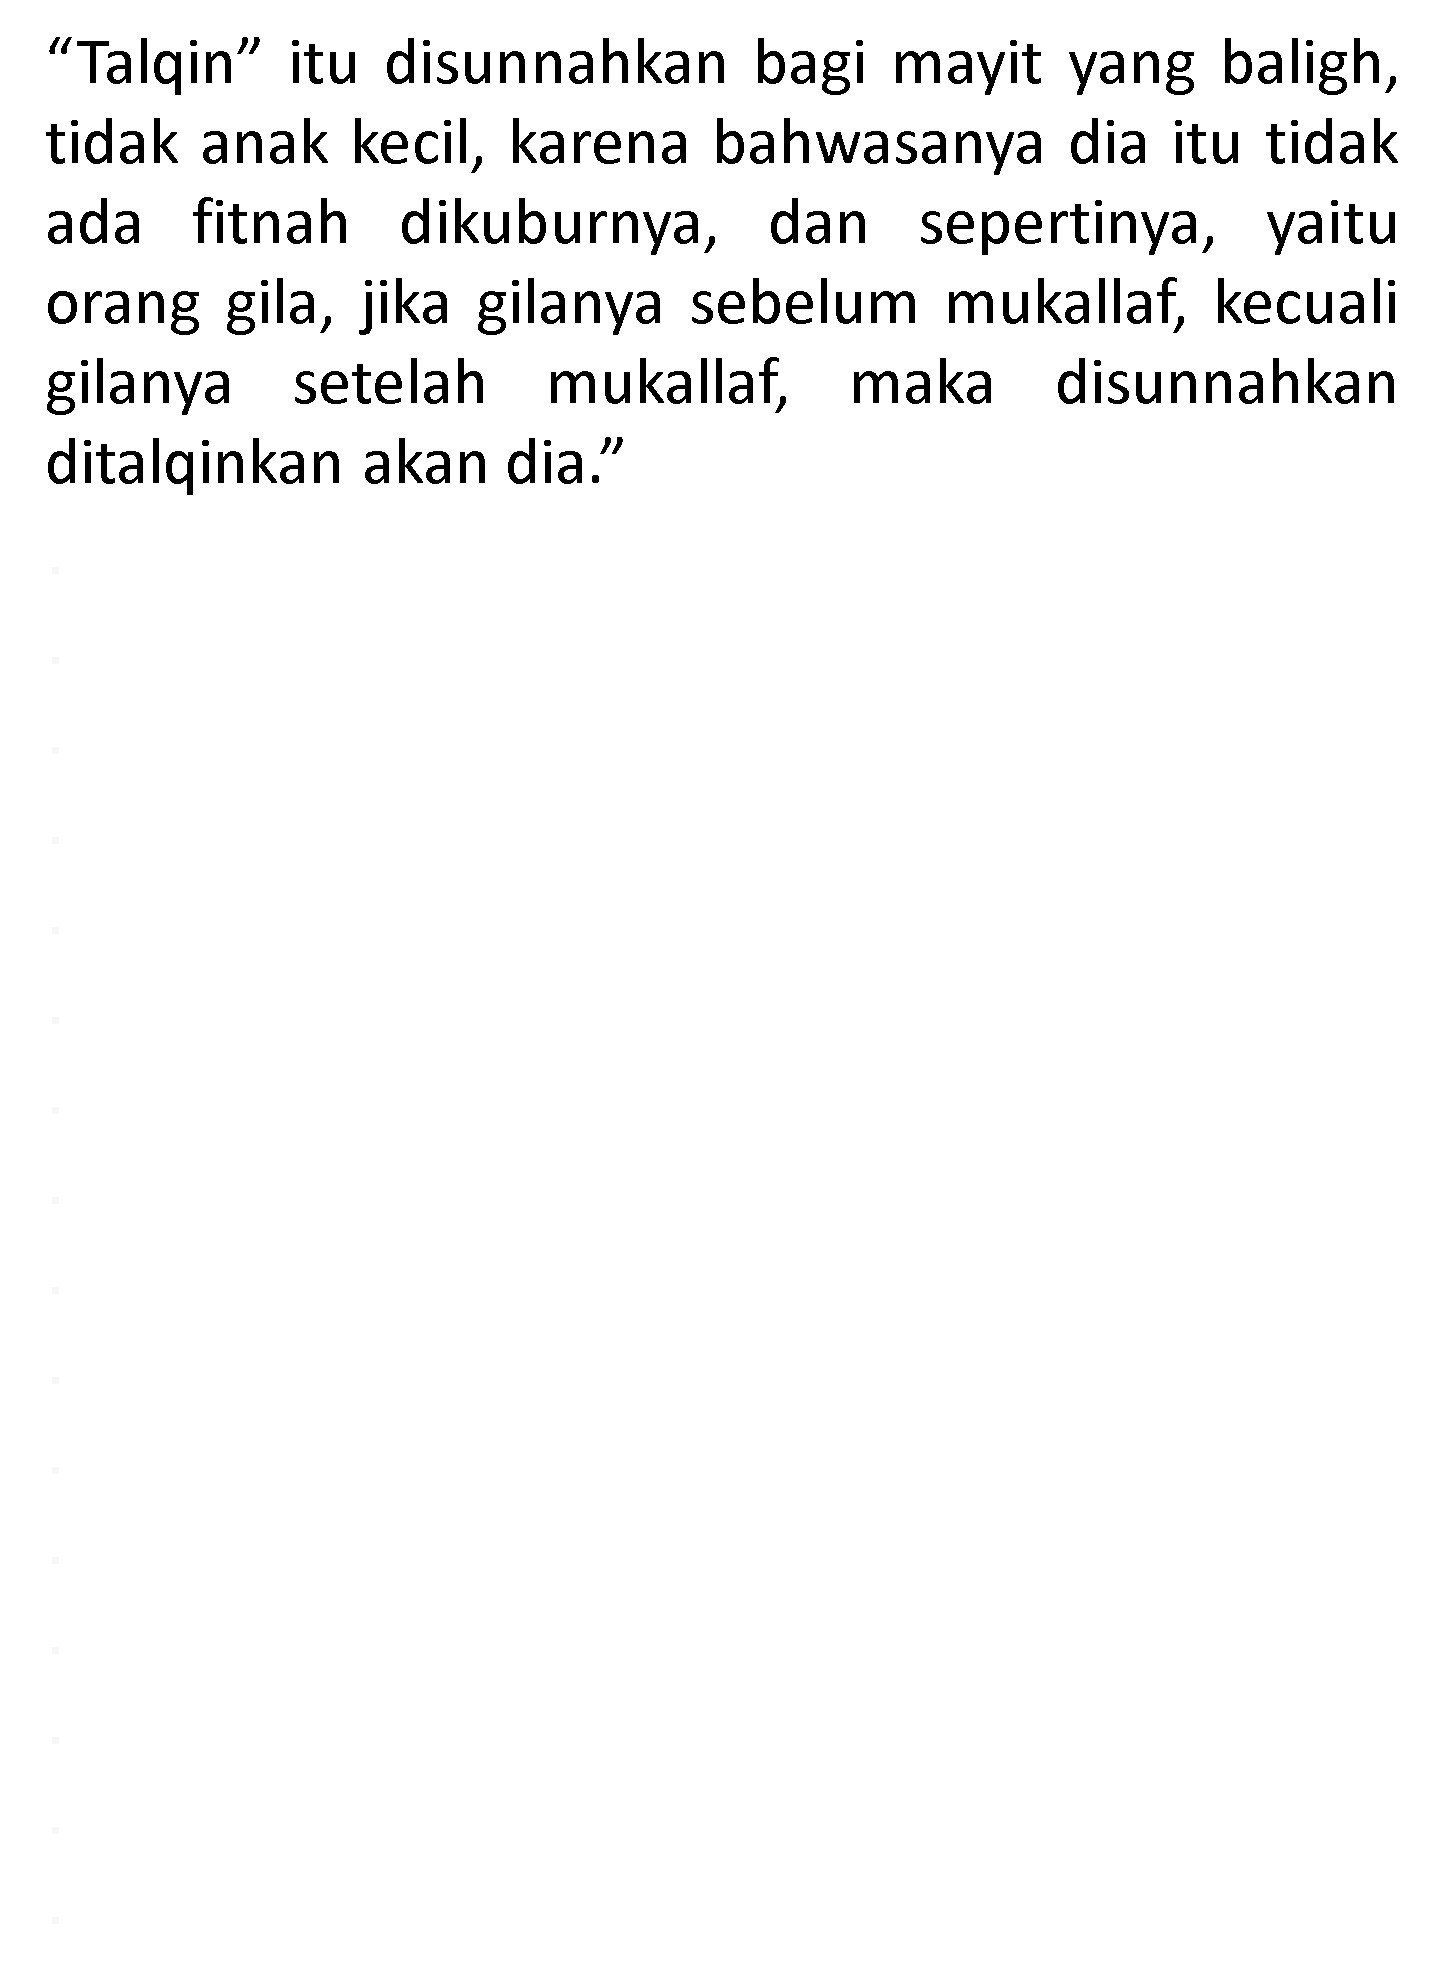 “Talqin” itu disunnahkan bagi mayit yang baligh,
tidak anak kecil, karena bahwasanya dia itu tidak
ada fitnah dikuburnya, dan sepertinya, yaitu
orang gila, jika gilanya sebelum mukallaf, kecuali
gilanya setelah mukallaf, maka disunnahkan
ditalqinkan akan dia.”